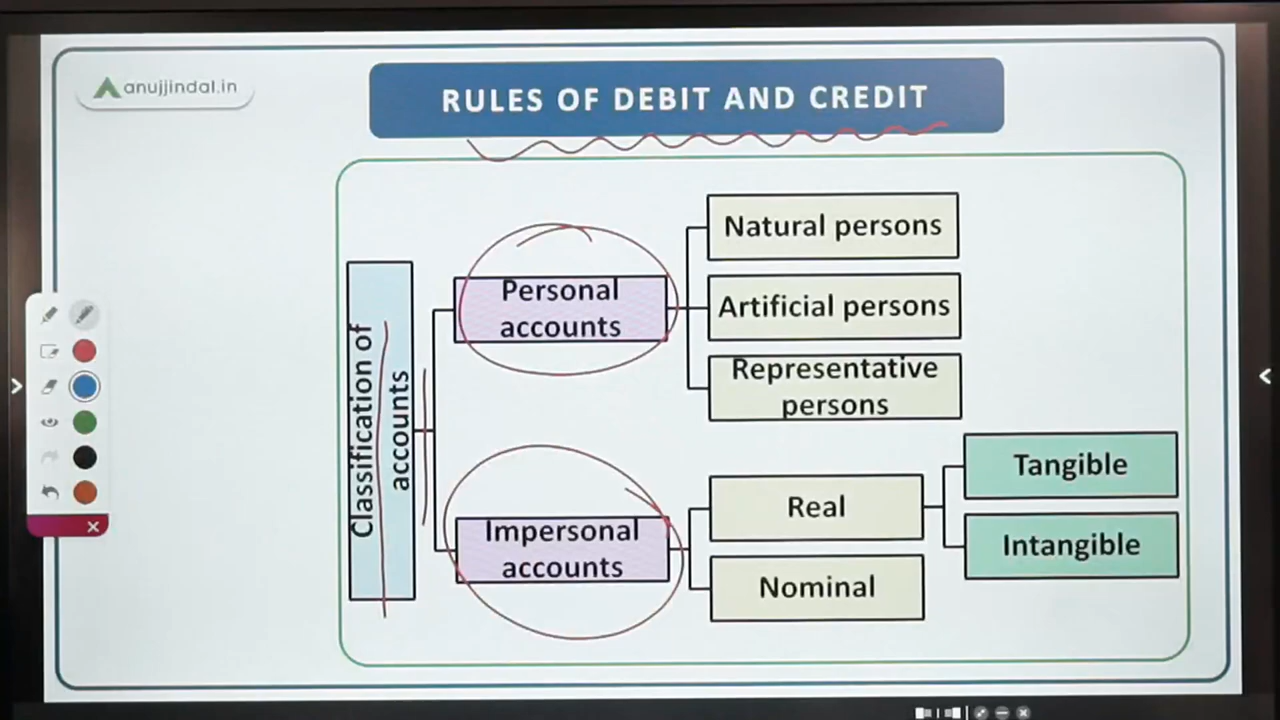 anujjindal.in
RULES OF DEBIT AND CREDIT
Classification of
accounts
Personal
accounts
Natural persons
Artificial persons
Representative
persons
Impersonal
accounts
Real
Nominal
Tangible
Intangible